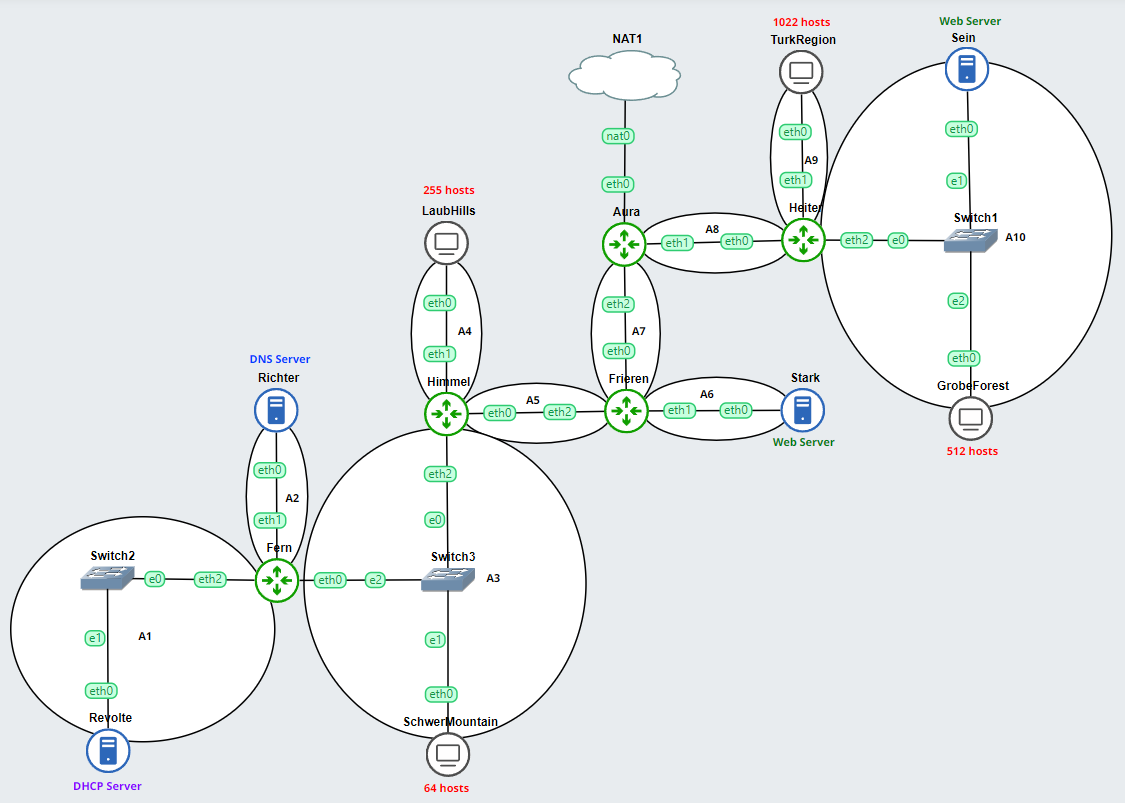 1022 hosts
TurkRegion
Web Server
Sein
NAT1
nat0
eth0
Aura
eth0
eth1
A9
Heiter
eth0
e1
Switch1
A10
255 hosts
LaubHills
eth1
A8
eth0
eth2
e0
eth0
A4
eth1
Himmel
eth2
A7
eth0
Frieren
e2
eth0
GrobeForest
512 hosts
DNS Server
Richter
eth0
A5
eth2
eth1
A6
eth0
Stark
Web Server
eth0
A2
eth1
Fern
eth2
e0
Switch3
A3
Switch2
e0
eth2
eth0
e2
e1
A1
eth0
Revolte
DHCP Server
e1
eth0
SchwerMountain
64 hosts